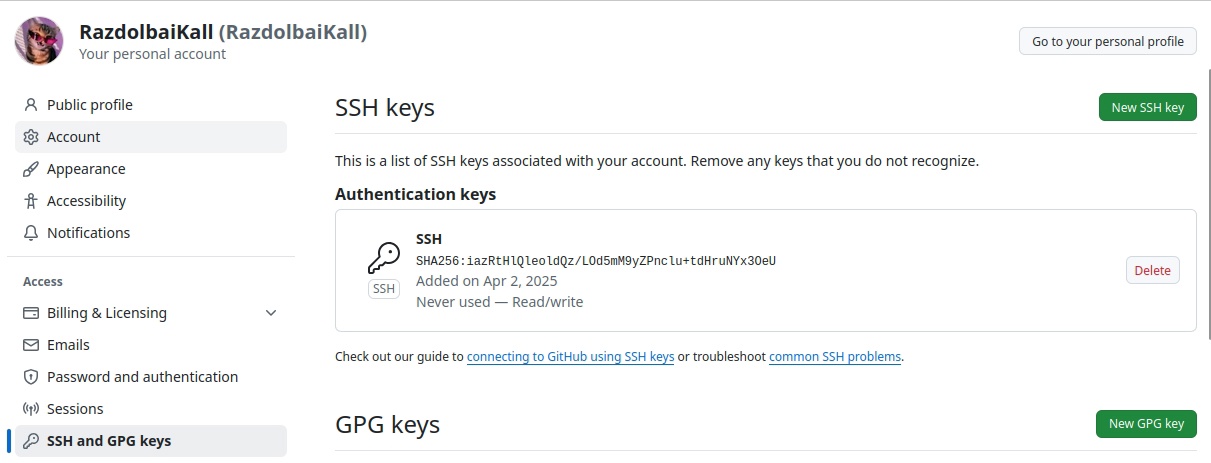 RazdolbaiKall (RazdolbaiKall)
Your personal account
Go to your personal profile
Public profile
Account
Appearance
Accessibility
Notifications
Access
Billing & Licensing
Emails
Password and authentication
Sessions
SSH and GPG keys
SSH keys
New SSH key
This is a list of SSH keys associated with your account. Remove any keys that you do not recognize.
Authentication keys
SSH
SSH
SHA256:iazRtHlQleoldQz/LOd5mM9yZPnclu+tdHruNYx3OeU
Added on Apr 2, 2025
Never used — Read/write
Delete
Check out our guide to connecting to GitHub using SSH keys or troubleshoot common SSH problems.
GPG keys
New GPG key